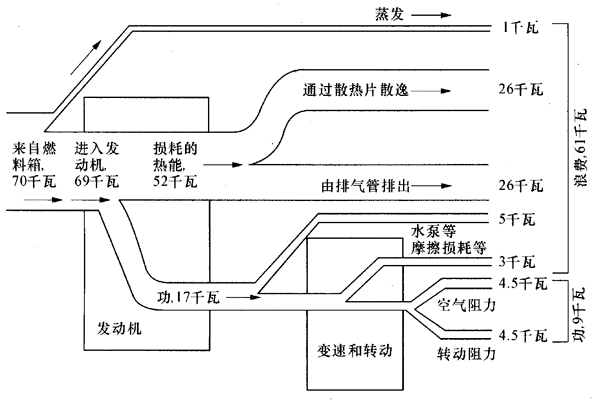 蒸发
1千瓦
通过散热片散逸
26千瓦
来自燃
料箱,
70千瓦
进入发
动机,
69千瓦
损耗的
热能,
52千瓦
由排气管排出
26千瓦
5千瓦
水泵等
摩擦损耗等
3千瓦
功,17千瓦
4.5千瓦
空气阻力
4.5千瓦
转动阻力
发动机
变速和转动
浪费,61千瓦
功,9千瓦